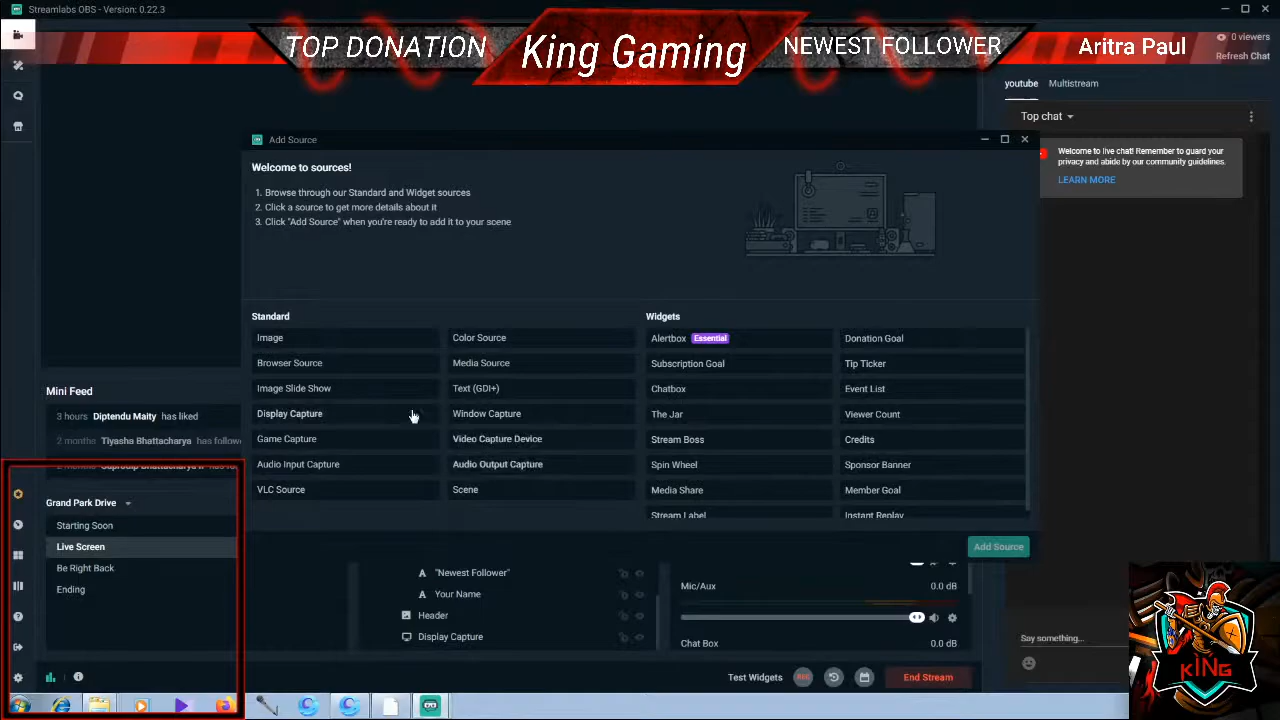 Streamlabs OBS - Version: 0.22.3
TOP DONATION
King Gaming
NEWEST FOLLOWER
Aritra Paul
0 viewers
Refresh Chat
youtube
Multistream
Top chat
Welcome to live chat! Remember to guard your
privacy and abide by our community guidelines.
LEARN MORE
Add Source
Welcome to sources!
1. Browse through our Standard and Widget sources
2. Click a source to get more details about it
3. Click "Add Source" when you're ready to add it to your scene
Standard
Image
Color Source
Browser Source
Media Source
Image Slide Show
Text (GDI+)
Display Capture
Window Capture
Game Capture
Video Capture Device
Audio Input Capture
Audio Output Capture
VLC Source
Scene
Widgets
Alertbox Essential
Donation Goal
Subscription Goal
Tip Ticker
Chatbox
Event List
The Jar
Viewer Count
Stream Boss
Credits
Spin Wheel
Sponsor Banner
Media Share
Member Goal
Stream Label
Instant Replay
Add Source
Mini Feed
3 hours Diptendu Maity has liked
2 months Tiyasha Bhattacharya has follow
Grand Park Drive
Starting Soon
Live Screen
Be Right Back
Ending
"Newest Follower"
Your Name
Header
Display Capture
Mic/Aux
0.0 dB
Chat Box
0.0 dB
Say something...
Test Widgets
REC
End Stream
KING